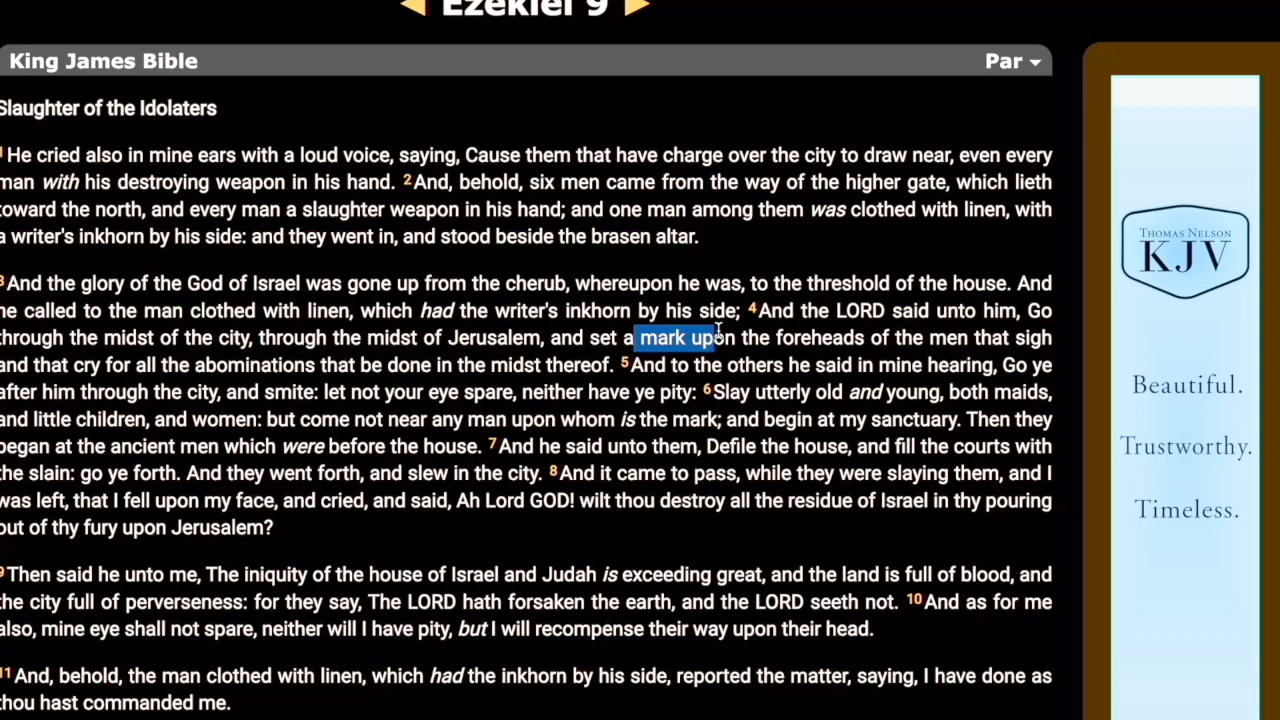 Ezekiel 9
King James Bible
Par
Slaughter of the Idolaters
1 He cried also in mine ears with a loud voice, saying, Cause them that have charge over the city to draw near, even every
man with his destroying weapon in his hand. 2 And, behold, six men came from the way of the higher gate, which lieth
toward the north, and every man a slaughter weapon in his hand; and one man among them was clothed with linen, with
a writer's inkhorn by his side: and they went in, and stood beside the brasen altar.
3 And the glory of the God of Israel was gone up from the cherub, whereupon he was, to the threshold of the house. And
he called to the man clothed with linen, which had the writer's inkhorn by his side; 4 And the LORD said unto him, Go
through the midst of the city, through the midst of Jerusalem, and set a mark upon the foreheads of the men that sigh
and that cry for all the abominations that be done in the midst thereof. 5 And to the others he said in mine hearing, Go ye
after him through the city, and smite: let not your eye spare, neither have ye pity: 6 Slay utterly old and young, both maids,
and little children, and women: but come not near any man upon whom is the mark; and begin at my sanctuary. Then they
began at the ancient men which were before the house. 7 And he said unto them, Defile the house, and fill the courts with
the slain: go ye forth. And they went forth, and slew in the city. 8 And it came to pass, while they were slaying them, and I
was left, that I fell upon my face, and cried, and said, Ah Lord GOD! wilt thou destroy all the residue of Israel in thy pouring
out of thy fury upon Jerusalem?
9 Then said he unto me, The iniquity of the house of Israel and Judah is exceeding great, and the land is full of blood, and
the city full of perverseness: for they say, The LORD hath forsaken the earth, and the LORD seeth not. 10 And as for me
also, mine eye shall not spare, neither will I have pity, but I will recompense their way upon their head.
11 And, behold, the man clothed with linen, which had the inkhorn by his side, reported the matter, saying, I have done as
thou hast commanded me.
THOMAS NELSON
KJV
Beautiful.
Trustworthy.
Timeless.